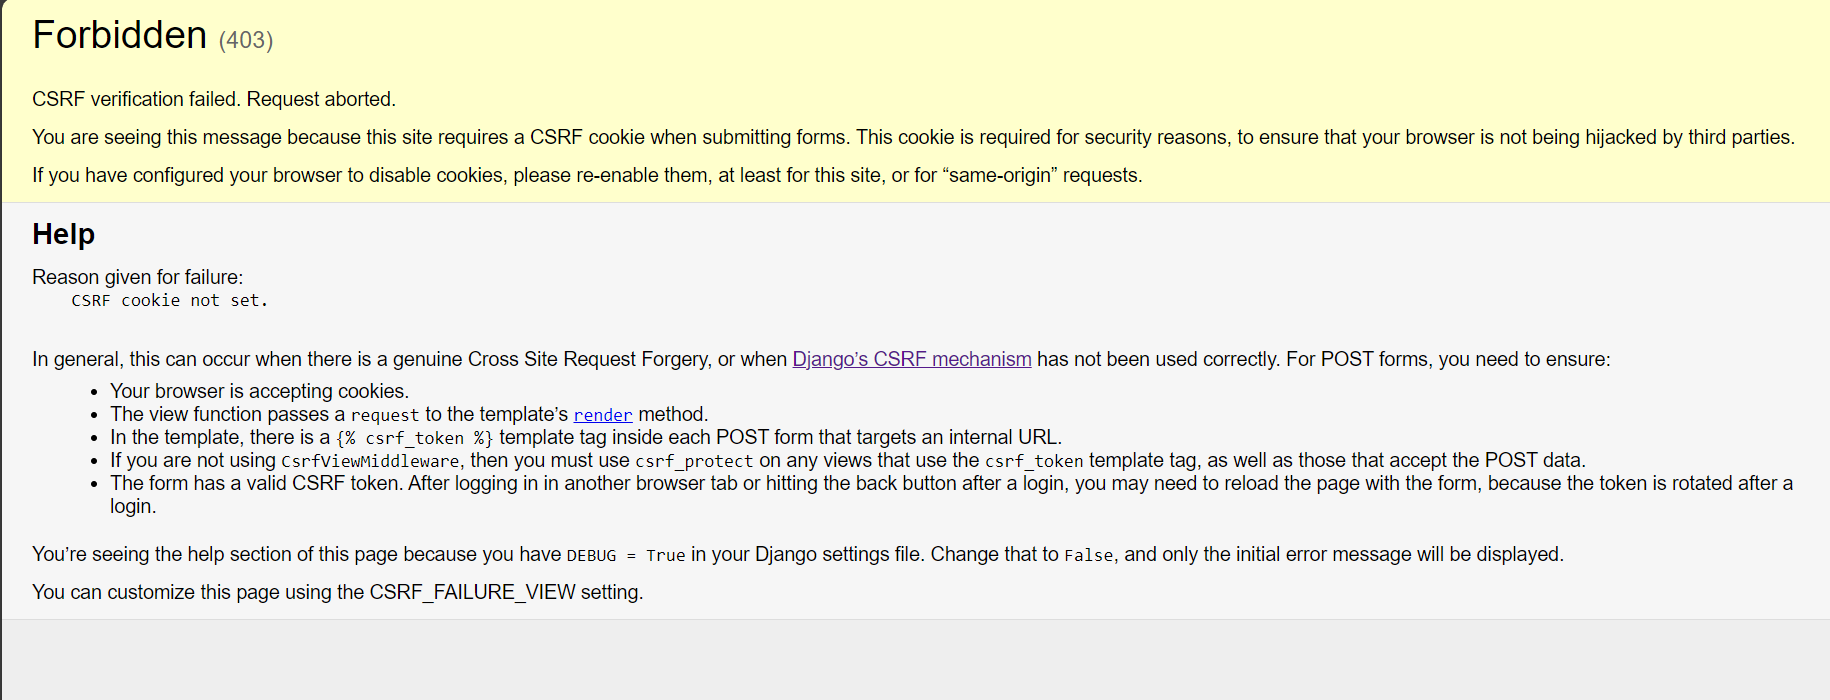 Forbidden (403)
CSRF verification failed. Request aborted.
You are seeing this message because this site requires a CSRF cookie when submitting forms. This cookie is required for security reasons, to ensure that your browser is not being hijacked by third parties.
If you have configured your browser to disable cookies, please re-enable them, at least for this site, or for “same-origin” requests.
Help
Reason given for failure:
CSRF cookie not set.
In general, this can occur when there is a genuine Cross Site Request Forgery, or when Django’s CSRF mechanism has not been used correctly. For POST forms, you need to ensure:
• Your browser is accepting cookies.
• The view function passes a request to the template’s render method.
• In the template, there is a {% csrf_token %} template tag inside each POST form that targets an internal URL.
• If you are not using CsrfViewMiddleware, then you must use csrf_protect on any views that use the csrf_token template tag, as well as those that accept the POST data.
• The form has a valid CSRF token. After logging in in another browser tab or hitting the back button after a login, you may need to reload the page with the form, because the token is rotated after a
login.
You’re seeing the help section of this page because you have DEBUG = True in your Django settings file. Change that to False, and only the initial error message will be displayed.
You can customize this page using the CSRF_FAILURE_VIEW setting.